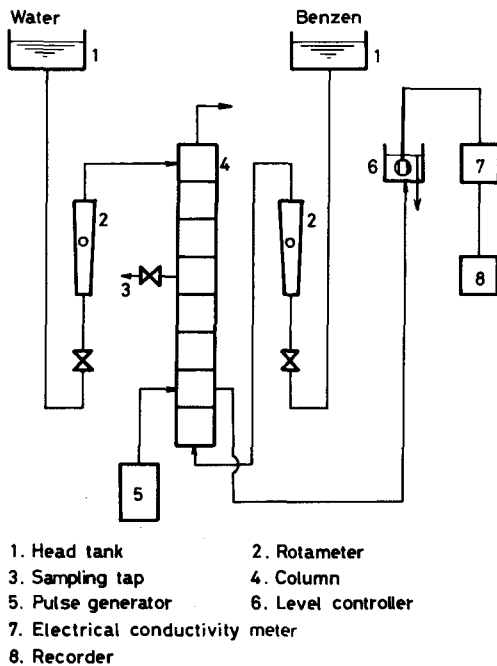 Water
Benzen
1
1
4
6
7
2
2
3
8
5
1. Head tank
2. Rotameter
3. Sampling tap
4. Column
5. Pulse generator
6. Level controller
7. Electrical conductivity meter
8. Recorder